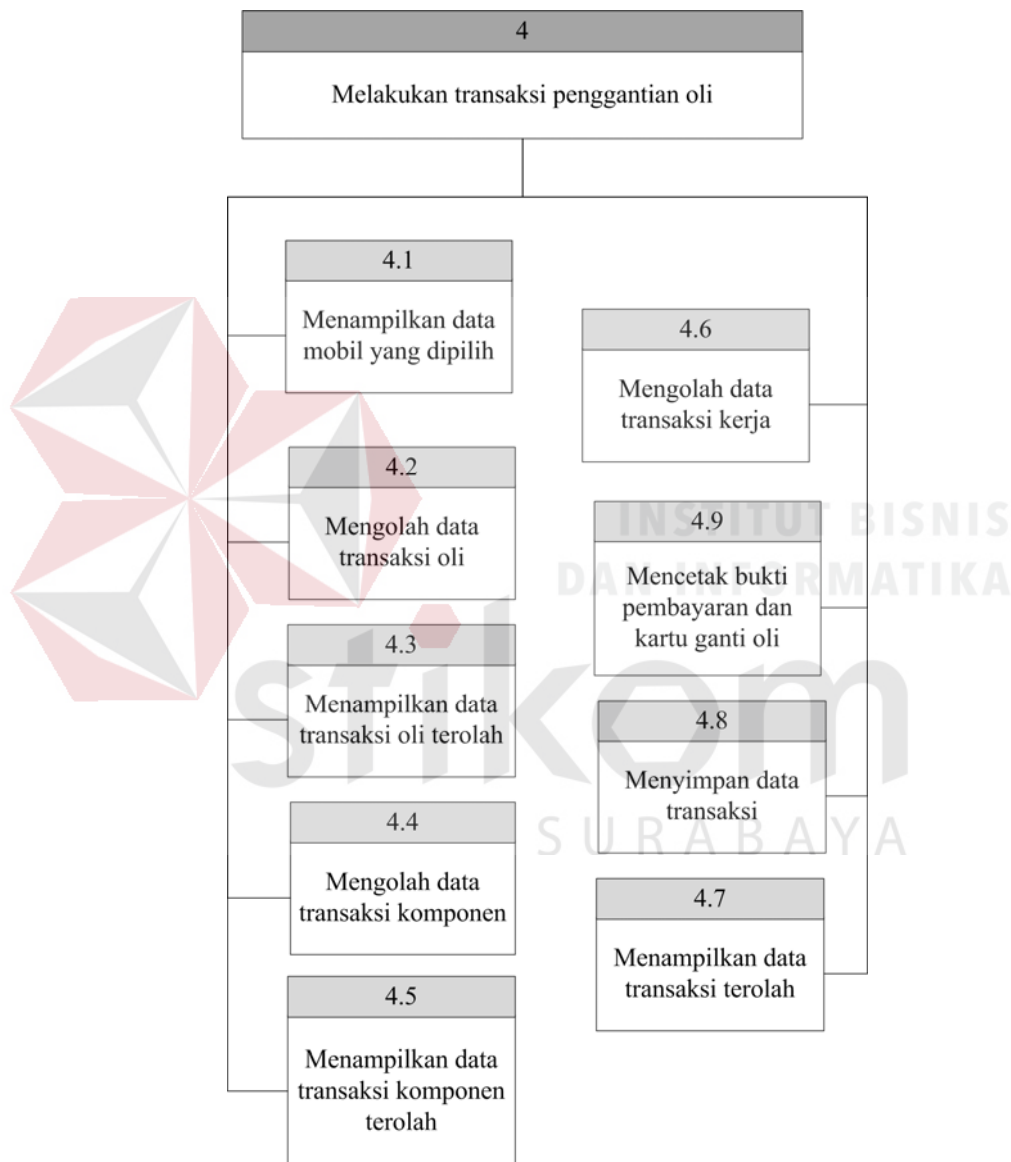 4
Melakukan transaksi penggantian oli
4.1
Menampilkan data
mobil yang dipilih
4.2
Mengolah data
transaksi oli
4.3
Menampilkan data
transaksi oli terolah
4.4
Mengolah data
transaksi komponen
4.5
Menampilkan data
transaksi komponen
terolah
4.6
Mengolah data
transaksi kerja
4.9
Mencetak bukti
pembayaran dan
kartu ganti oli
4.8
Menyimpan data
transaksi
4.7
Menampilkan data
transaksi terolah
INSTITUT BISNIS
DAN INFORMATIKA
stikom
SURABAYA